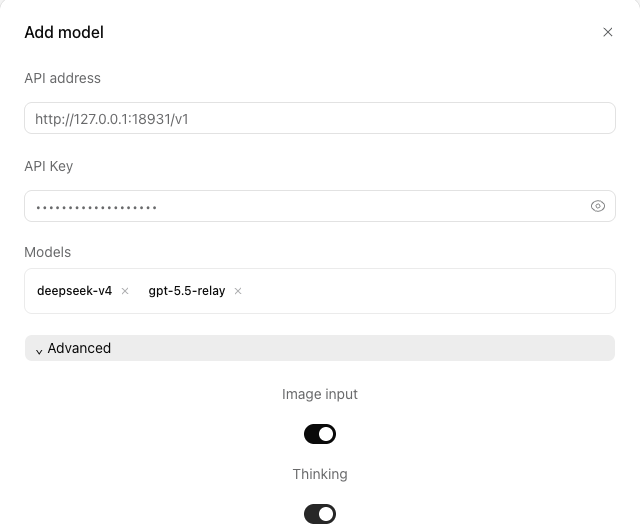 Add model
API address
http://127.0.0.1:18931/v1
API Key
•••••••••••••••••••
Models
deepseek-v4 × gpt-5.5-relay ×
Advanced
Image input
Thinking